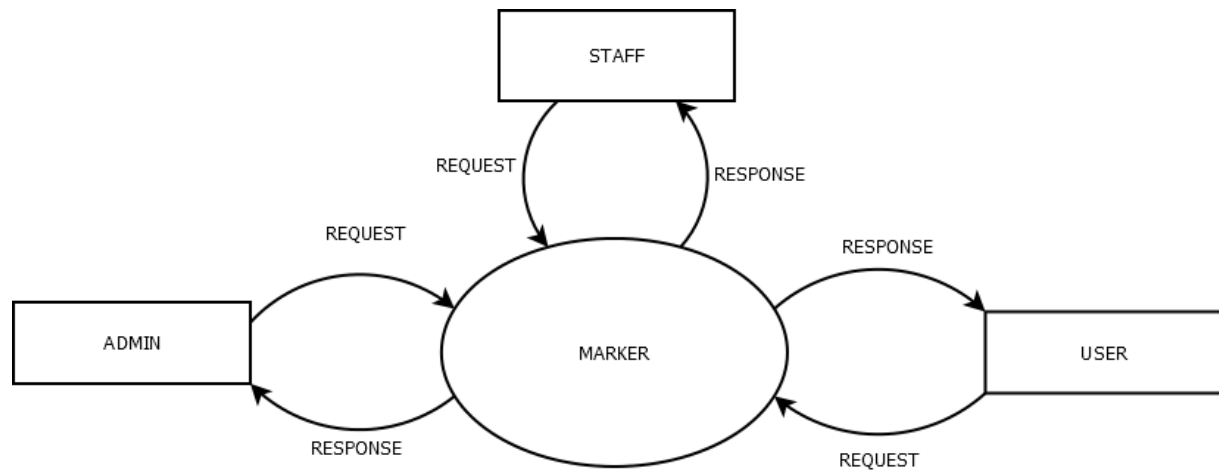 STAFF
REQUEST
RESPONSE
REQUEST
RESPONSE
ADMIN
MARKER
USER
RESPONSE
REQUEST